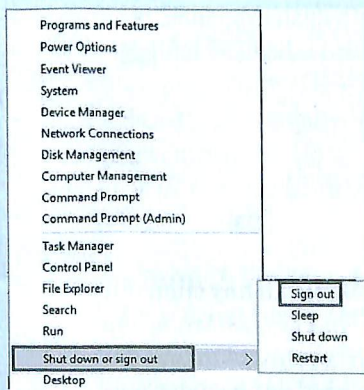 Programs and Features
Power Options
Event Viewer
System
Device Manager
Network Connections
Disk Management
Computer Management
Command Prompt
Command Prompt (Admin)
Task Manager
Control Panel
File Explorer
Search
Run
Shut down or sign out
Desktop
Sign out
Sleep
Shut down
Restart